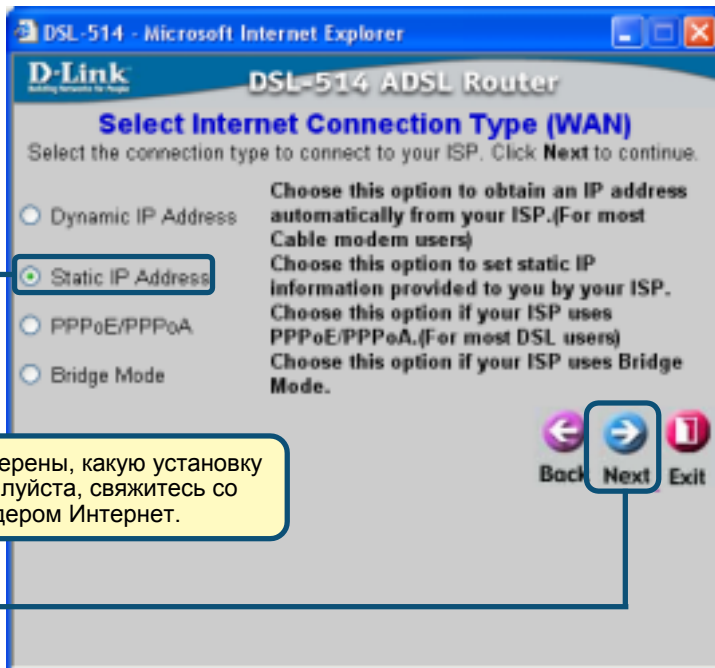 DSL-514 - Microsoft Internet Explorer
D-Link
Building Networks for People
DSL-514 ADSL Router
Select Internet Connection Type (WAN)
Select the connection type to connect to your ISP. Click Next to continue.
Dynamic IP Address
Choose this option to obtain an IP address
automatically from your ISP.(For most
Cable modem users)
Static IP Address
Choose this option to set static IP
information provided to you by your ISP.
PPPoE/PPPoA
Choose this option if your ISP uses
PPPoE/PPPoA.(For most DSL users)
Bridge Mode
Choose this option if your ISP uses Bridge
Mode.
ерены, какую установку
луйста, свяжитесь со
дером Интернет.
Back Next Exit